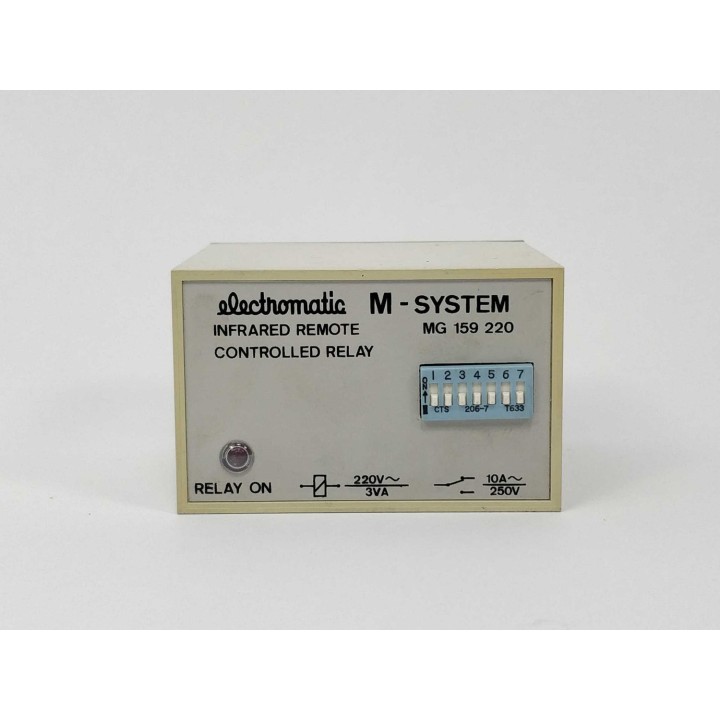 electromatic M-SYSTEM
INFRARED REMOTE MG 159 220
CONTROLLED RELAY
1 2 3 4 5 6 7
ON
CTS 206-7 T633
RELAY ON
220V~
3VA
10A~
250V